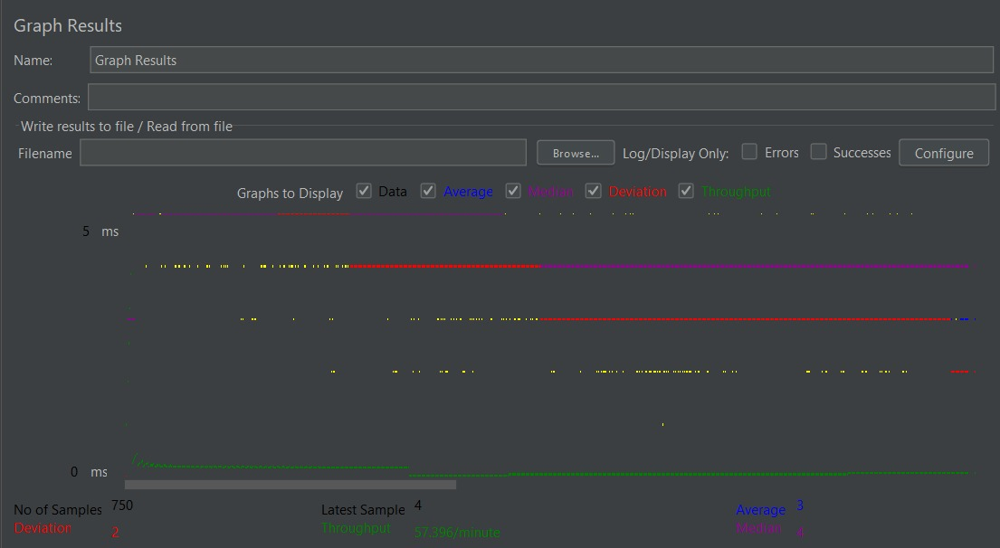 Graph Results
Name: Graph Results
Comments:
Write results to file / Read from file
Filename Browse... Log/Display Only: Errors Successes Configure
Graphs to Display Data Average Median Deviation Throughput
5 ms
0 ms
No of Samples 750 Latest Sample 4 Average 3
Deviation 2 Throughput 57.396/minute Median 4